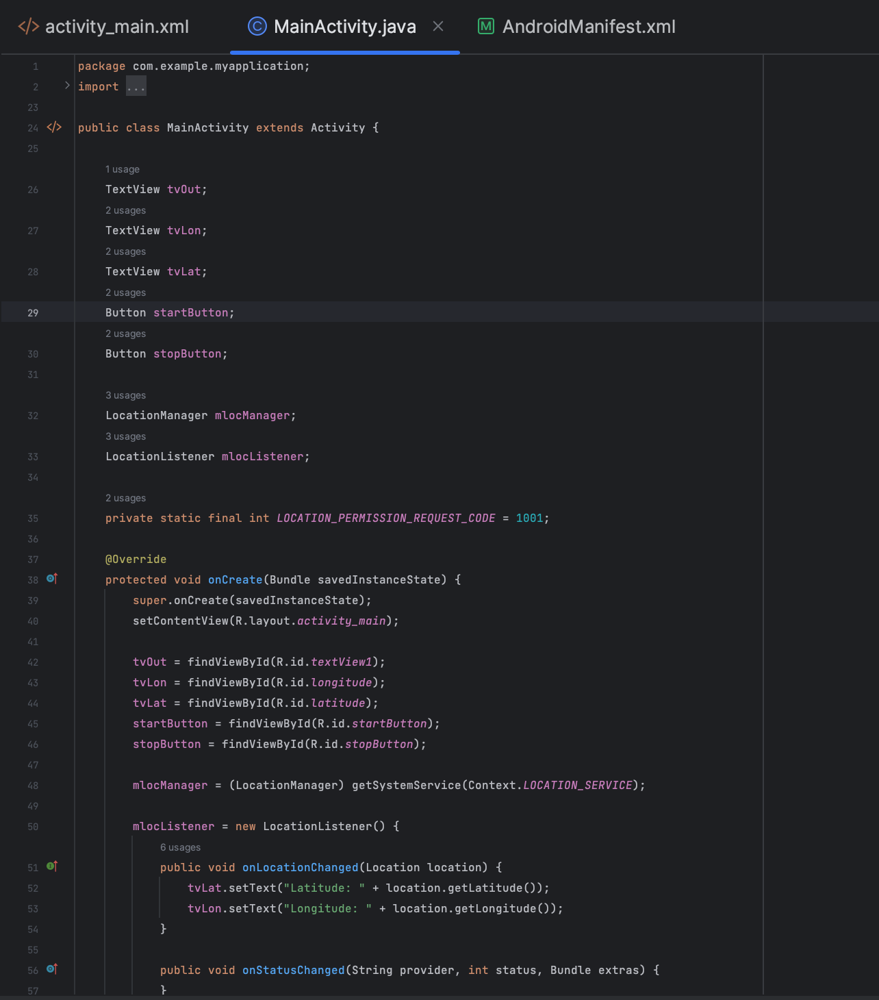 activity_main.xml MainActivity.java AndroidManifest.xml
1 package com.example.myapplication;
2 import ...
23
24 public class MainActivity extends Activity {
25
1 usage
26 TextView tvOut;
2 usages
27 TextView tvLon;
2 usages
28 TextView tvLat;
2 usages
29 Button startButton;
2 usages
30 Button stopButton;
31
3 usages
32 LocationManager mlocManager;
3 usages
33 LocationListener mlocListener;
34
2 usages
35 private static final int LOCATION_PERMISSION_REQUEST_CODE = 1001;
36
37 @Override
38 protected void onCreate(Bundle savedInstanceState) {
39 super.onCreate(savedInstanceState);
40 setContentView(R.layout.activity_main);
41
42 tvOut = findViewById(R.id.textView1);
43 tvLon = findViewById(R.id.longitude);
44 tvLat = findViewById(R.id.latitude);
45 startButton = findViewById(R.id.startButton);
46 stopButton = findViewById(R.id.stopButton);
47
48 mlocManager = (LocationManager) getSystemService(Context.LOCATION_SERVICE);
49
50 mlocListener = new LocationListener() {
6 usages
51 public void onLocationChanged(Location location) {
52 tvLat.setText("Latitude: " + location.getLatitude());
53 tvLon.setText("Longitude: " + location.getLongitude());
54 }
55
56 public void onStatusChanged(String provider, int status, Bundle extras) {
57 }